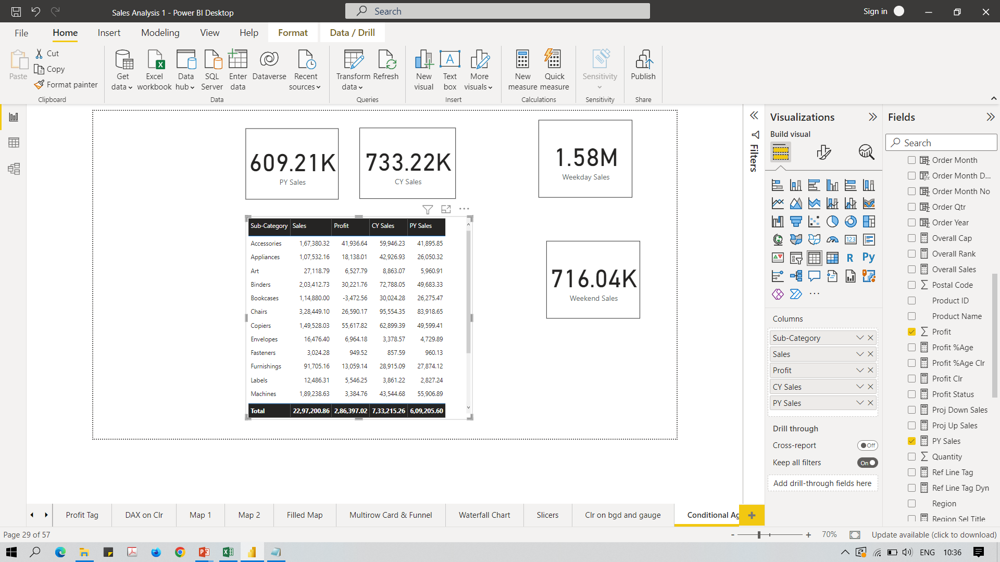 Sales Analysis 1 - Power BI Desktop
Search
Sign in
File
Home
Insert
Modeling
View
Help
Format
Data / Drill
Paste
Cut
Copy
Format painter
Clipboard
Get data
Excel workbook
Data hub
SQL Server
Enter data
Dataverse
Recent sources
Data
Transform data
Refresh
Queries
New visual
Text box
More visuals
Insert
New measure
Quick measure
Calculations
Sensitivity
Sensitivity
Publish
Share
609.21K
PY Sales
733.22K
CY Sales
1.58M
Weekday Sales
716.04K
Weekend Sales
Sub-Category Sales Profit CY Sales PY Sales
Accessories 1,67,380.32 41,936.64 59,946.23 41,895.85
Appliances 1,07,532.16 18,138.01 42,926.93 26,050.32
Art 27,118.79 6,527.79 8,863.07 5,960.91
Binders 2,03,412.73 30,221.76 72,788.05 49,683.33
Bookcases 1,14,880.00 -3,472.56 30,024.28 26,275.47
Chairs 3,28,449.10 26,590.17 95,554.35 83,918.65
Copiers 1,49,528.03 55,617.82 62,899.39 49,599.41
Envelopes 16,476.40 6,964.18 3,378.57 4,729.89
Fasteners 3,024.28 949.52 857.59 960.13
Furnishings 91,705.16 13,059.14 28,915.09 27,874.12
Labels 12,486.31 5,546.25 3,861.22 2,827.24
Machines 1,89,238.63 3,384.76 43,544.68 55,906.89
Total 22,97,200.86 2,86,397.02 7,33,215.26 6,09,205.60
Filters
Visualizations
Build visual
123
R
Py
Columns
Sub-Category
Sales
Profit
CY Sales
PY Sales
Drill through
Cross-report
Off
Keep all filters
On
Add drill-through fields here
Fields
Search
Order Month
Order Month D...
Order Month No
Order Qtr
Order Year
Overall Cap
Overall Rank
Overall Sales
Postal Code
Product ID
Product Name
Profit
Profit %Age
Profit %Age Clr
Profit Clr
Profit Status
Proj Down Sales
Proj Up Sales
PY Sales
Quantity
Ref Line Tag
Ref Line Tag Dyn
Region
Region Sel Title
Profit Tag
DAX on Clr
Map 1
Map 2
Filled Map
Multirow Card & Funnel
Waterfall Chart
Slicers
Clr on bgd and gauge
Conditional Ag
Page 29 of 57
- + 70%
Update available (click to download)
ENG
10:36